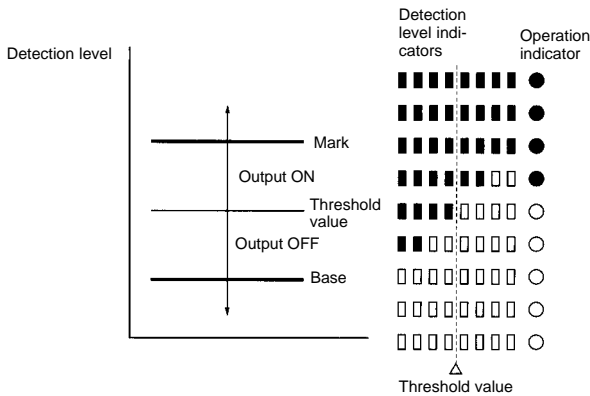 Detection
level indi-
cators
Operation
indicator
Detection level
Mark
Output ON
Threshold
value
Output OFF
Base
Threshold value